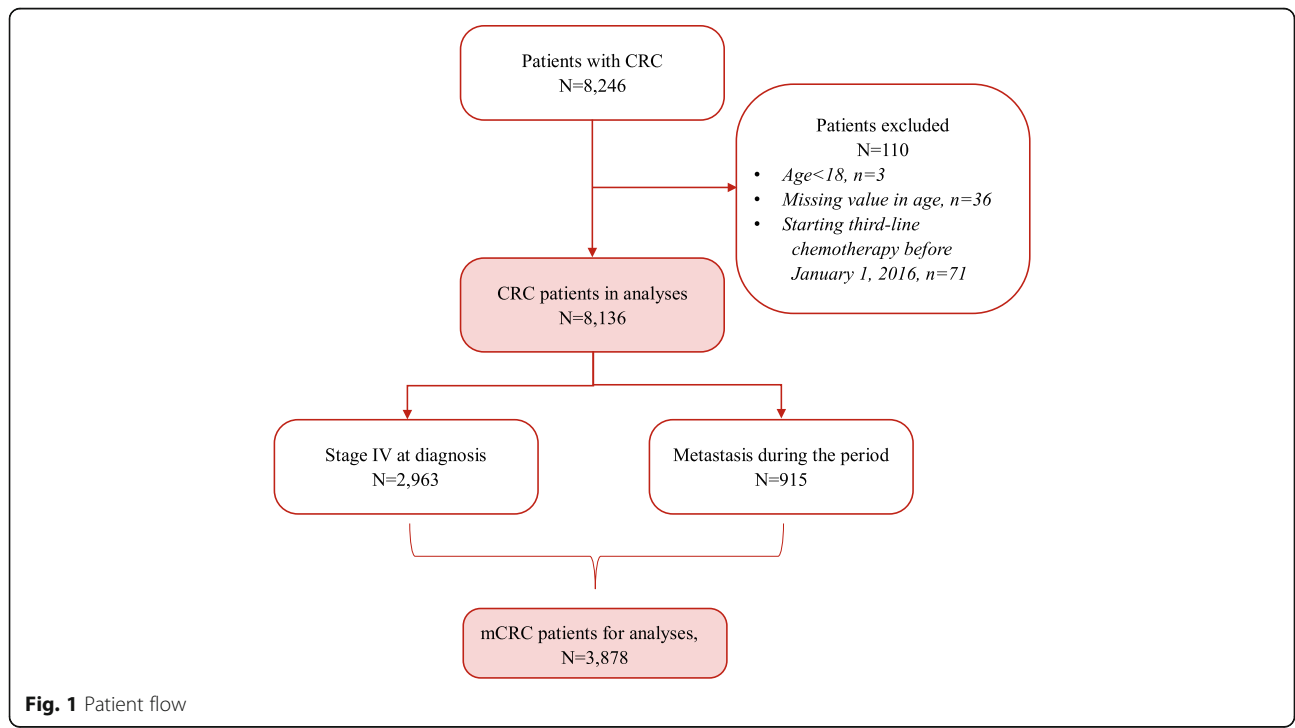 Patients with CRC
N=8,246
Patients excluded
N=110
• Age<18, n=3
• Missing value in age, n=36
• Starting third-line
chemotherapy before
January 1, 2016, n=71
CRC patients in analyses
N=8,136
Stage IV at diagnosis
N=2,963
Metastasis during the period
N=915
mCRC patients for analyses,
N=3,878
Fig. 1 Patient flow